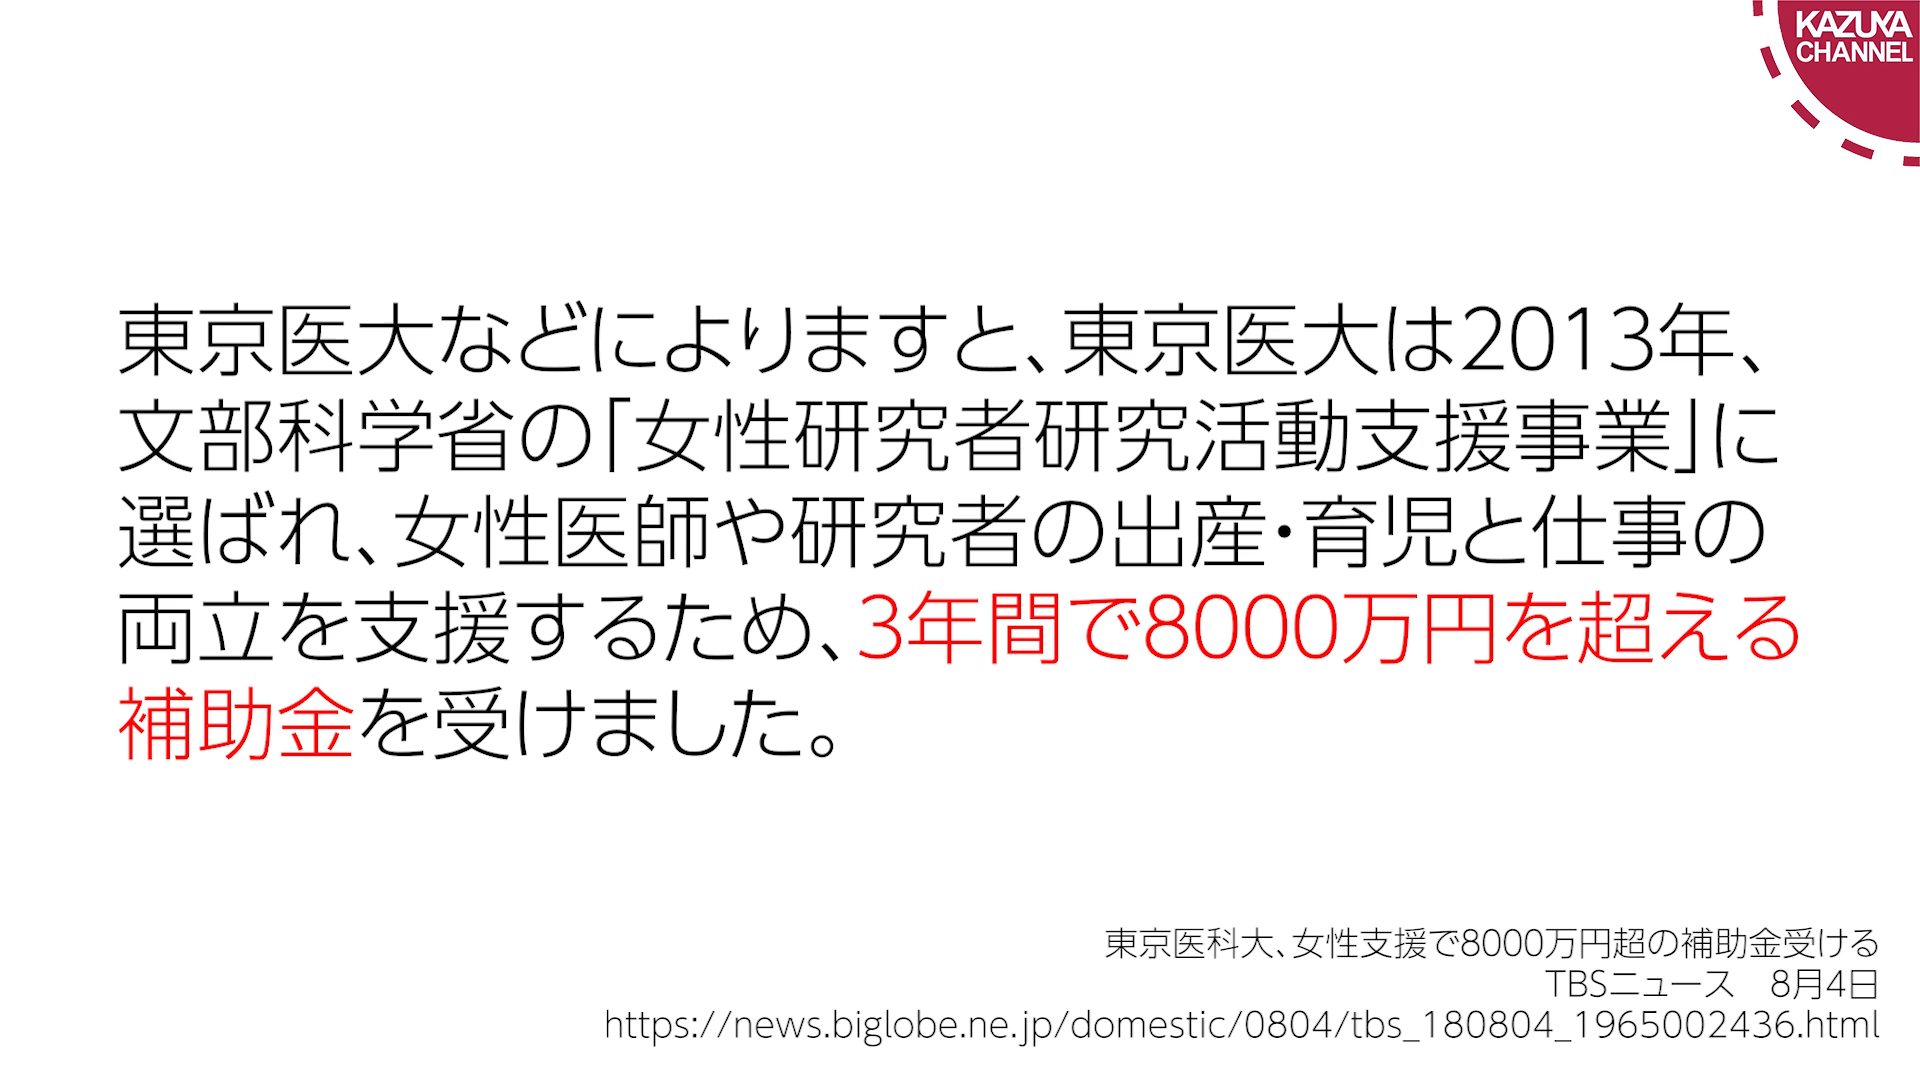 KAZUYA
CHANNEL
東京医大などによりますと、東京医大は2013年、
文部科学省の「女性研究者研究活動支援事業」に
選ばれ、女性医師や研究者の出産・育児と仕事の
両立を支援するため、3年間で8000万円を超える
補助金を受けました。
東京医科大、女性支援で8000万円超の補助金受ける
TBSニュース　8月4日
https://news.biglobe.ne.jp/domestic/0804/tbs_180804_1965002436.html